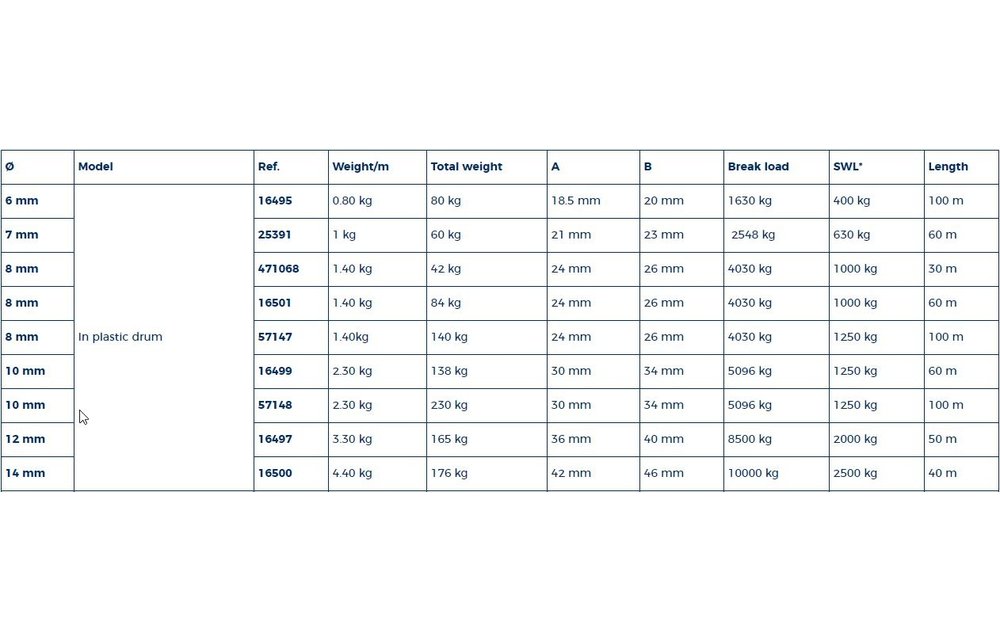 Ø Model Ref. Weight/m Total weight A B Break load SWL* Length
6 mm 16495 0.80 kg 80 kg 18.5 mm 20 mm 1630 kg 400 kg 100 m
7 mm 25391 1 kg 60 kg 21 mm 23 mm 2548 kg 630 kg 60 m
8 mm 471068 1.40 kg 42 kg 24 mm 26 mm 4030 kg 1000 kg 30 m
8 mm 16501 1.40 kg 84 kg 24 mm 26 mm 4030 kg 1000 kg 60 m
8 mm In plastic drum 57147 1.40kg 140 kg 24 mm 26 mm 4030 kg 1250 kg 100 m
10 mm 16499 2.30 kg 138 kg 30 mm 34 mm 5096 kg 1250 kg 60 m
10 mm 57148 2.30 kg 230 kg 30 mm 34 mm 5096 kg 1250 kg 100 m
12 mm 16497 3.30 kg 165 kg 36 mm 40 mm 8500 kg 2000 kg 50 m
14 mm 16500 4.40 kg 176 kg 42 mm 46 mm 10000 kg 2500 kg 40 m